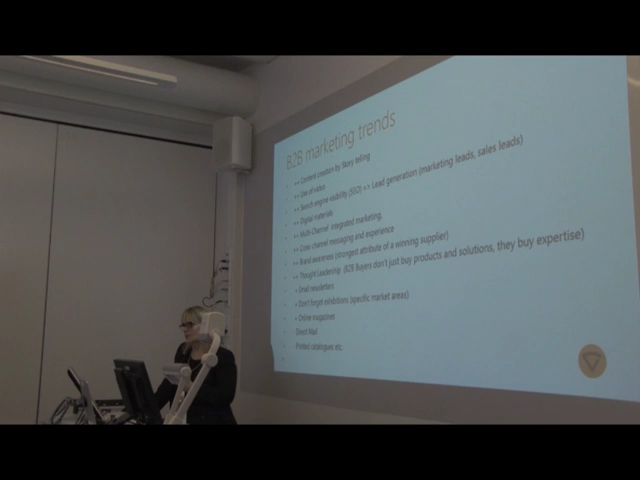 B2B marketing trends
++ Content creation by Story telling
++ Use of video
++ Search engine visibility (SEO) +> Lead generation (marketing leads, sales leads)
++ Digital materials
++ Multi-Channel integrated marketing,
++ Cross-channel messaging and experience
++ Brand awareness (strongest attribute of a winning supplier)
++ Thought Leadership (B2B Buyers don't just buy products and solutions, they buy expertise)
+ Email newsletters
+ Don't forget exhibitions (specific market areas)
+ Online magazines
Direct Mail
Printed catalogues etc.